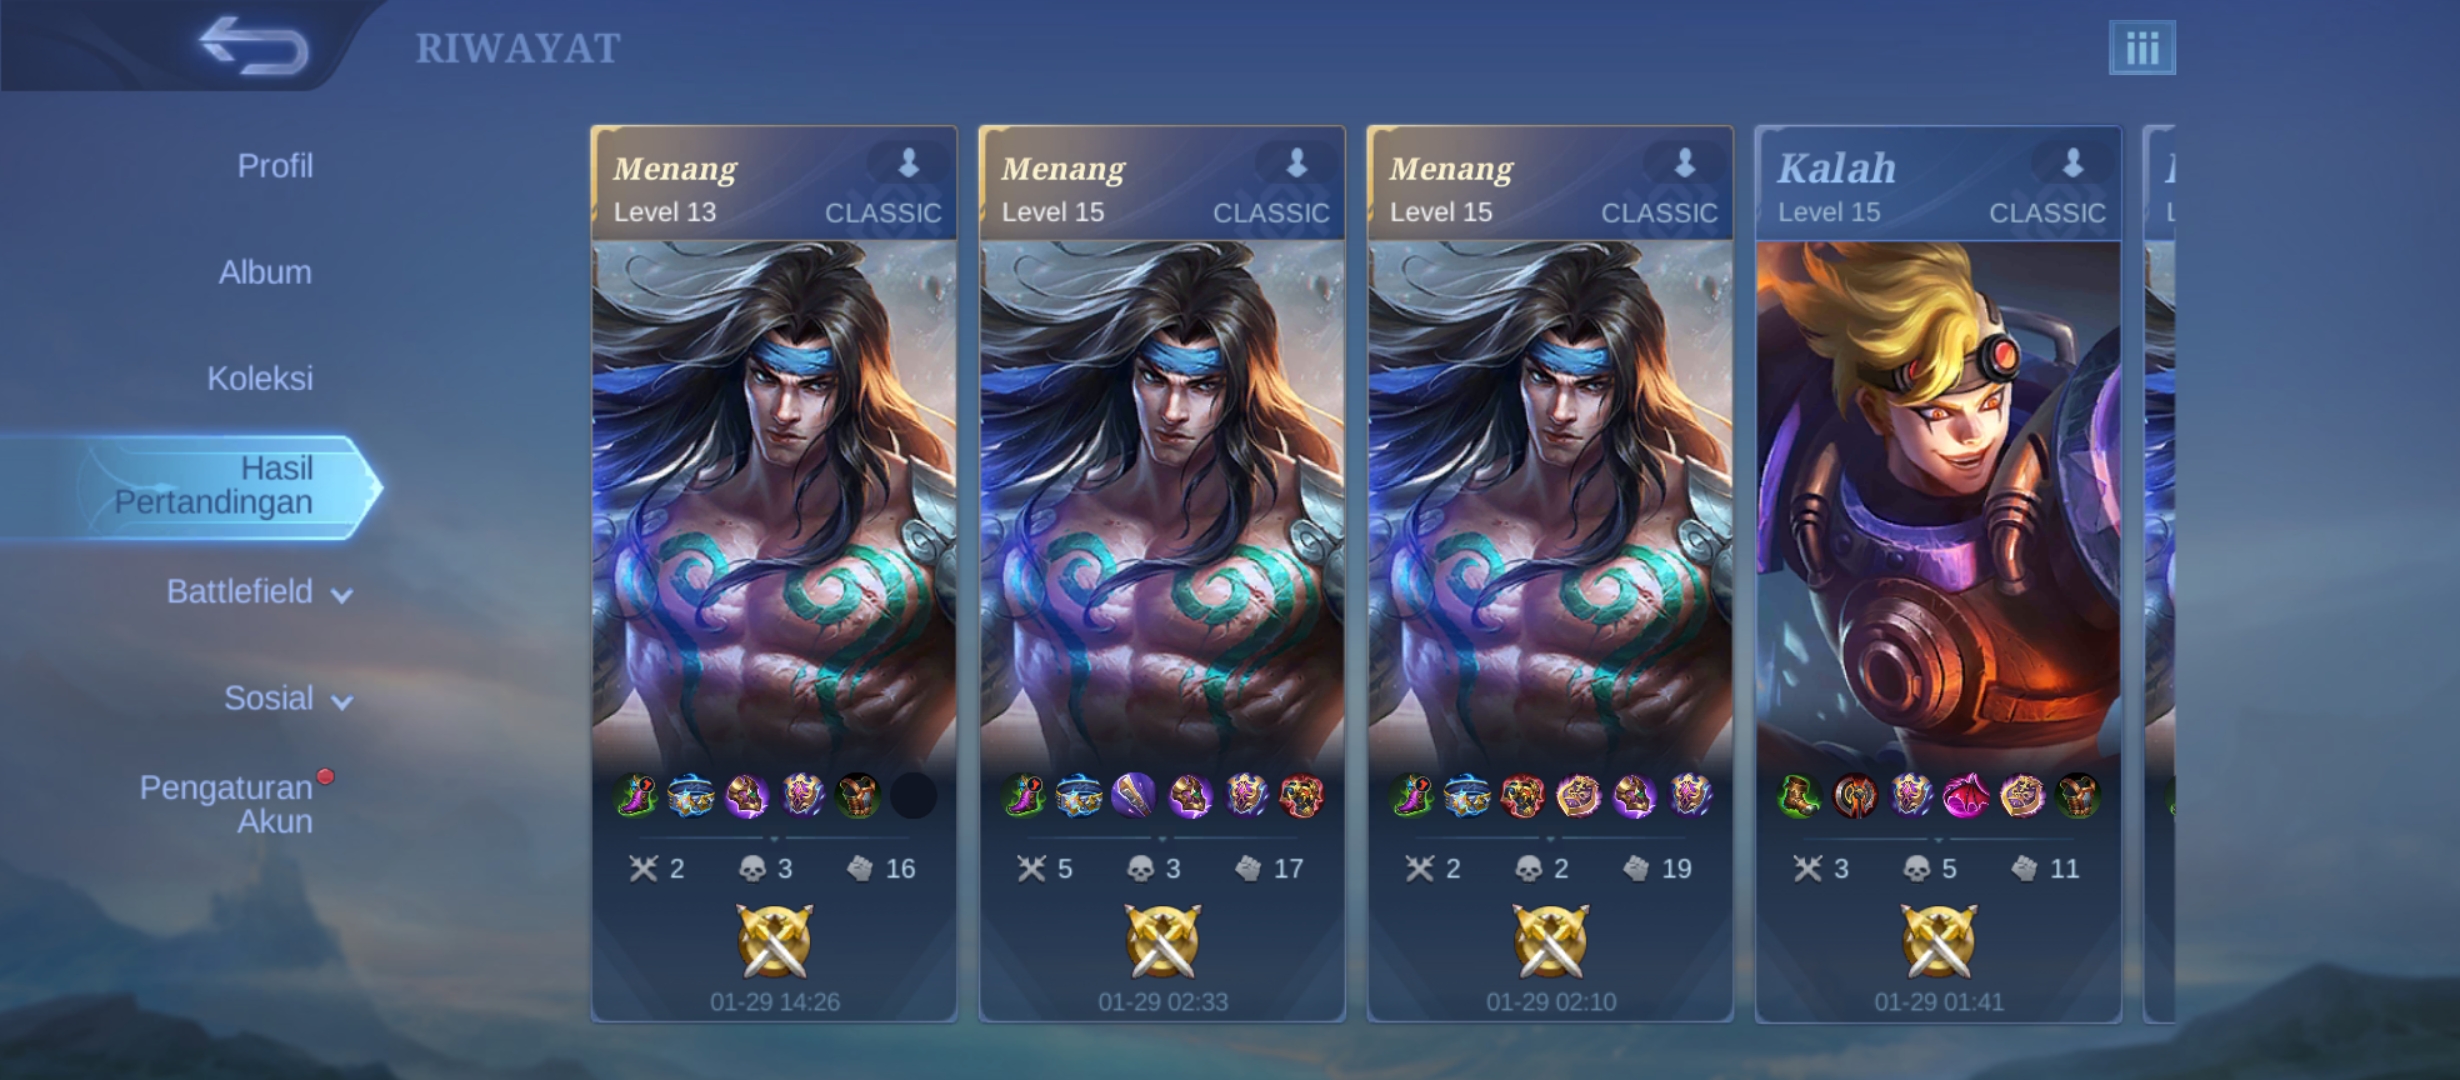 RIWAYAT
Profil
Album
Koleksi
Hasil
Pertandingan
Battlefield
Sosial
Pengaturan
Akun
Menang
Level 13 CLASSIC
2 3 16
01-29 14:26
Menang
Level 15 CLASSIC
5 3 17
01-29 02:33
Menang
Level 15 CLASSIC
2 2 19
01-29 02:10
Kalah
Level 15 CLASSIC
3 5 11
01-29 01:41